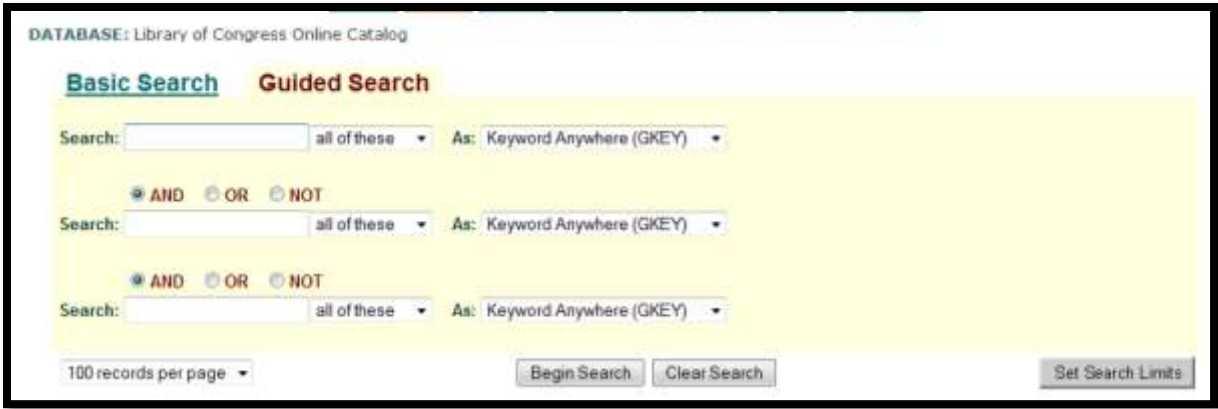 DATABASE: Library of Congress Online Catalog
Basic Search Guided Search
Search: all of these As: Keyword Anywhere (GKEY)
AND OR NOT
Search: all of these As: Keyword Anywhere (GKEY)
AND OR NOT
Search: all of these As: Keyword Anywhere (GKEY)
100 records per page Begin Search Clear Search Set Search Limits